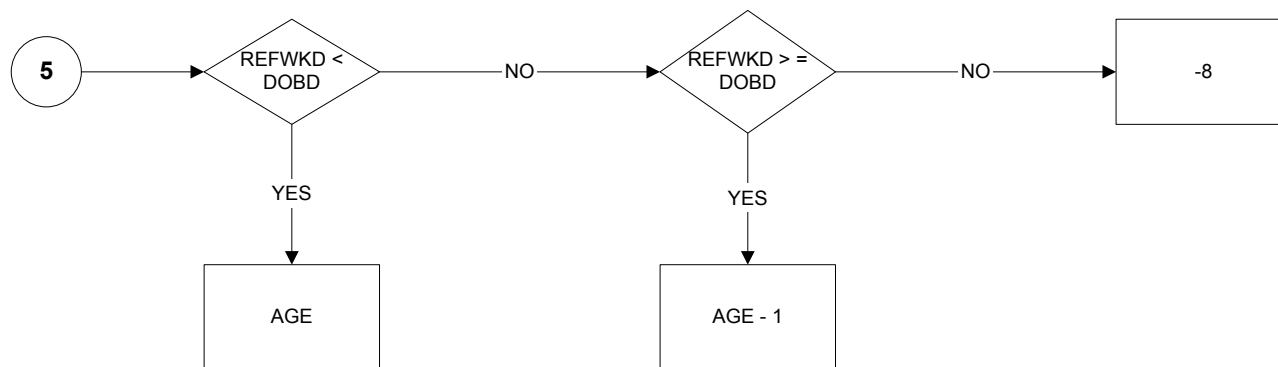 5
REFWKD <
DOBD
NO
REFWKD > =
DOBD
NO
-8
YES
YES
AGE
AGE - 1